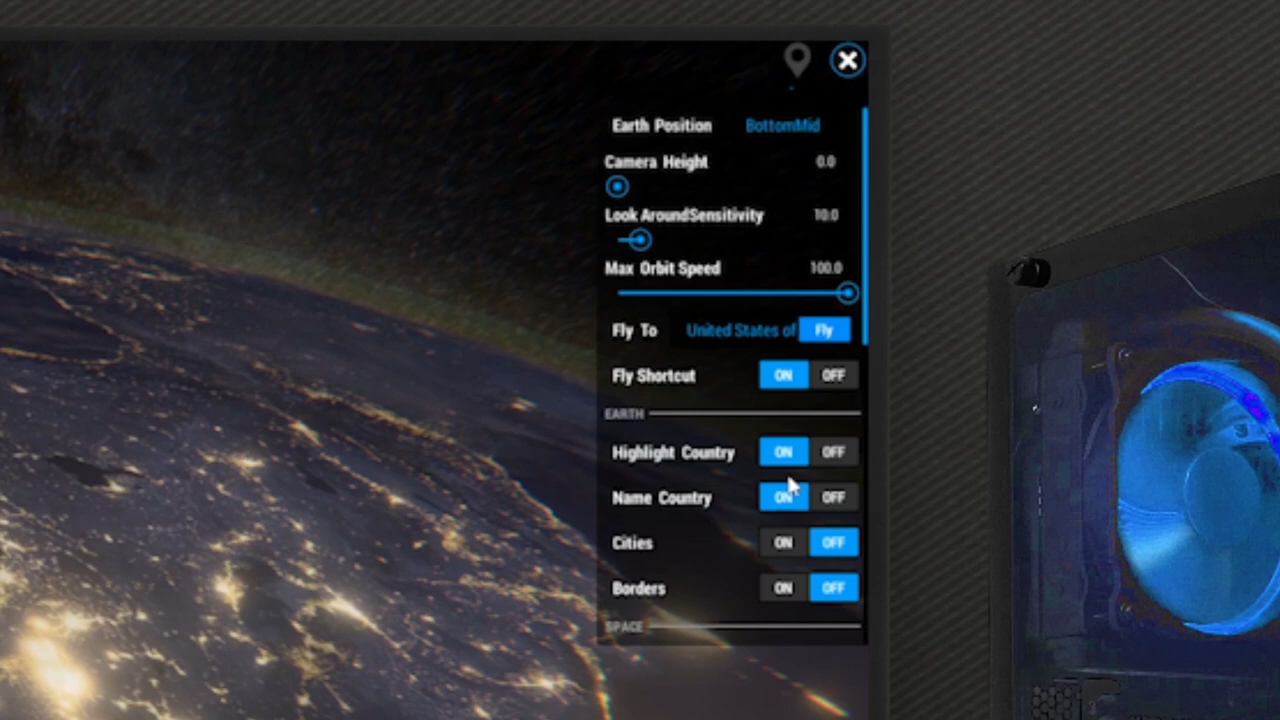 Earth Position BottomMid
Camera Height 0.0
Look AroundSensitivity 10.0
Max Orbit Speed 100.0
Fly To United States of Fly
Fly Shortcut ON OFF
EARTH
Highlight Country ON OFF
Name Country ON OFF
Cities ON OFF
Borders ON OFF
SPACE